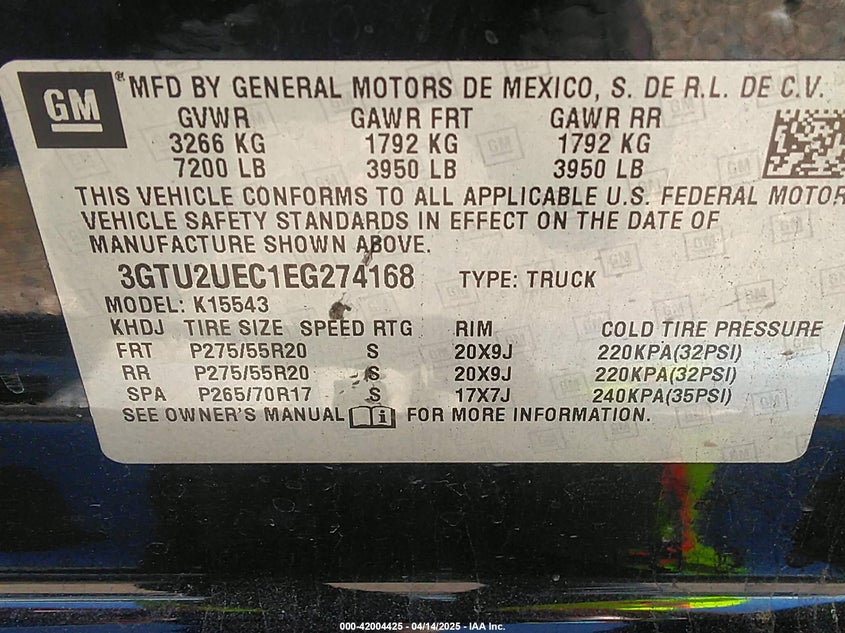 GM ® MFD BY GENERAL MOTORS DE MEXICO, S. DE R.L. DE C.V.
GVWR GAWR FRT GAWR RR
3266 KG 1792 KG 1792 KG
7200 LB 3950 LB 3950 LB
THIS VEHICLE CONFORMS TO ALL APPLICABLE U.S. FEDERAL MOTOR
VEHICLE SAFETY STANDARDS IN EFFECT ON THE DATE OF
MANUFACTURE SHOWN ABOVE.
3GTU2UEC1EG274168 TYPE: TRUCK
MODEL: K15543
KHDJ TIRE SIZE SPEED RTG RIM COLD TIRE PRESSURE
FRT P275/55R20 S 20X9J 220KPA(32PSI)
RR P275/55R20 S 20X9J 220KPA(32PSI)
SPA P265/70R17 S 17X7J 240KPA(35PSI)
SEE OWNER'S MANUAL i FOR MORE INFORMATION.
000-42004425 - 04/14/2025 - IAA Inc.